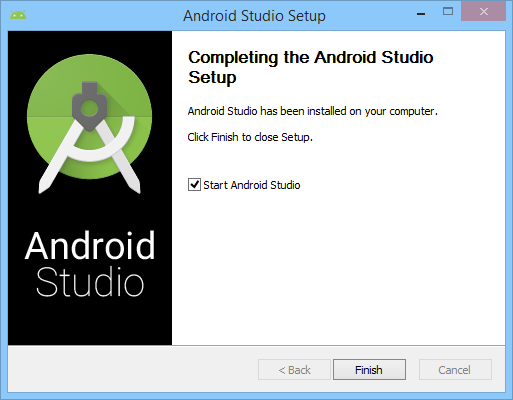 Android Studio Setup
Completing the Android Studio
Setup
Android Studio has been installed on your computer.
Click Finish to close Setup.
Start Android Studio
Android
Studio
< Back
Finish
Cancel